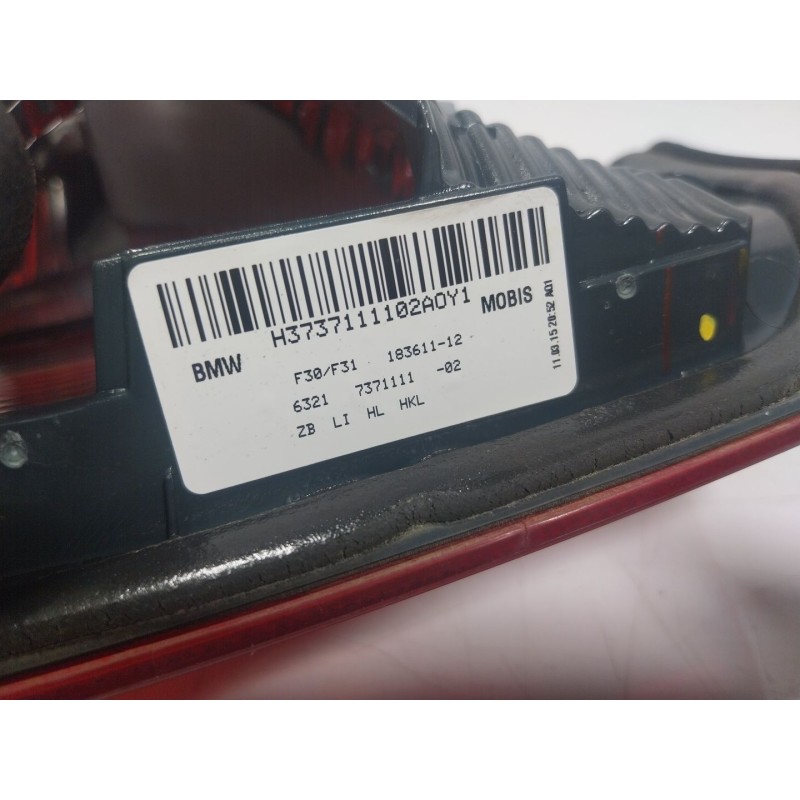 H3737111102A0Y1
BMW
MOBIS
F30/F31 183611-12
6321 7371111 -02
ZB LI HL HKL
11.03.15 20:52 A01